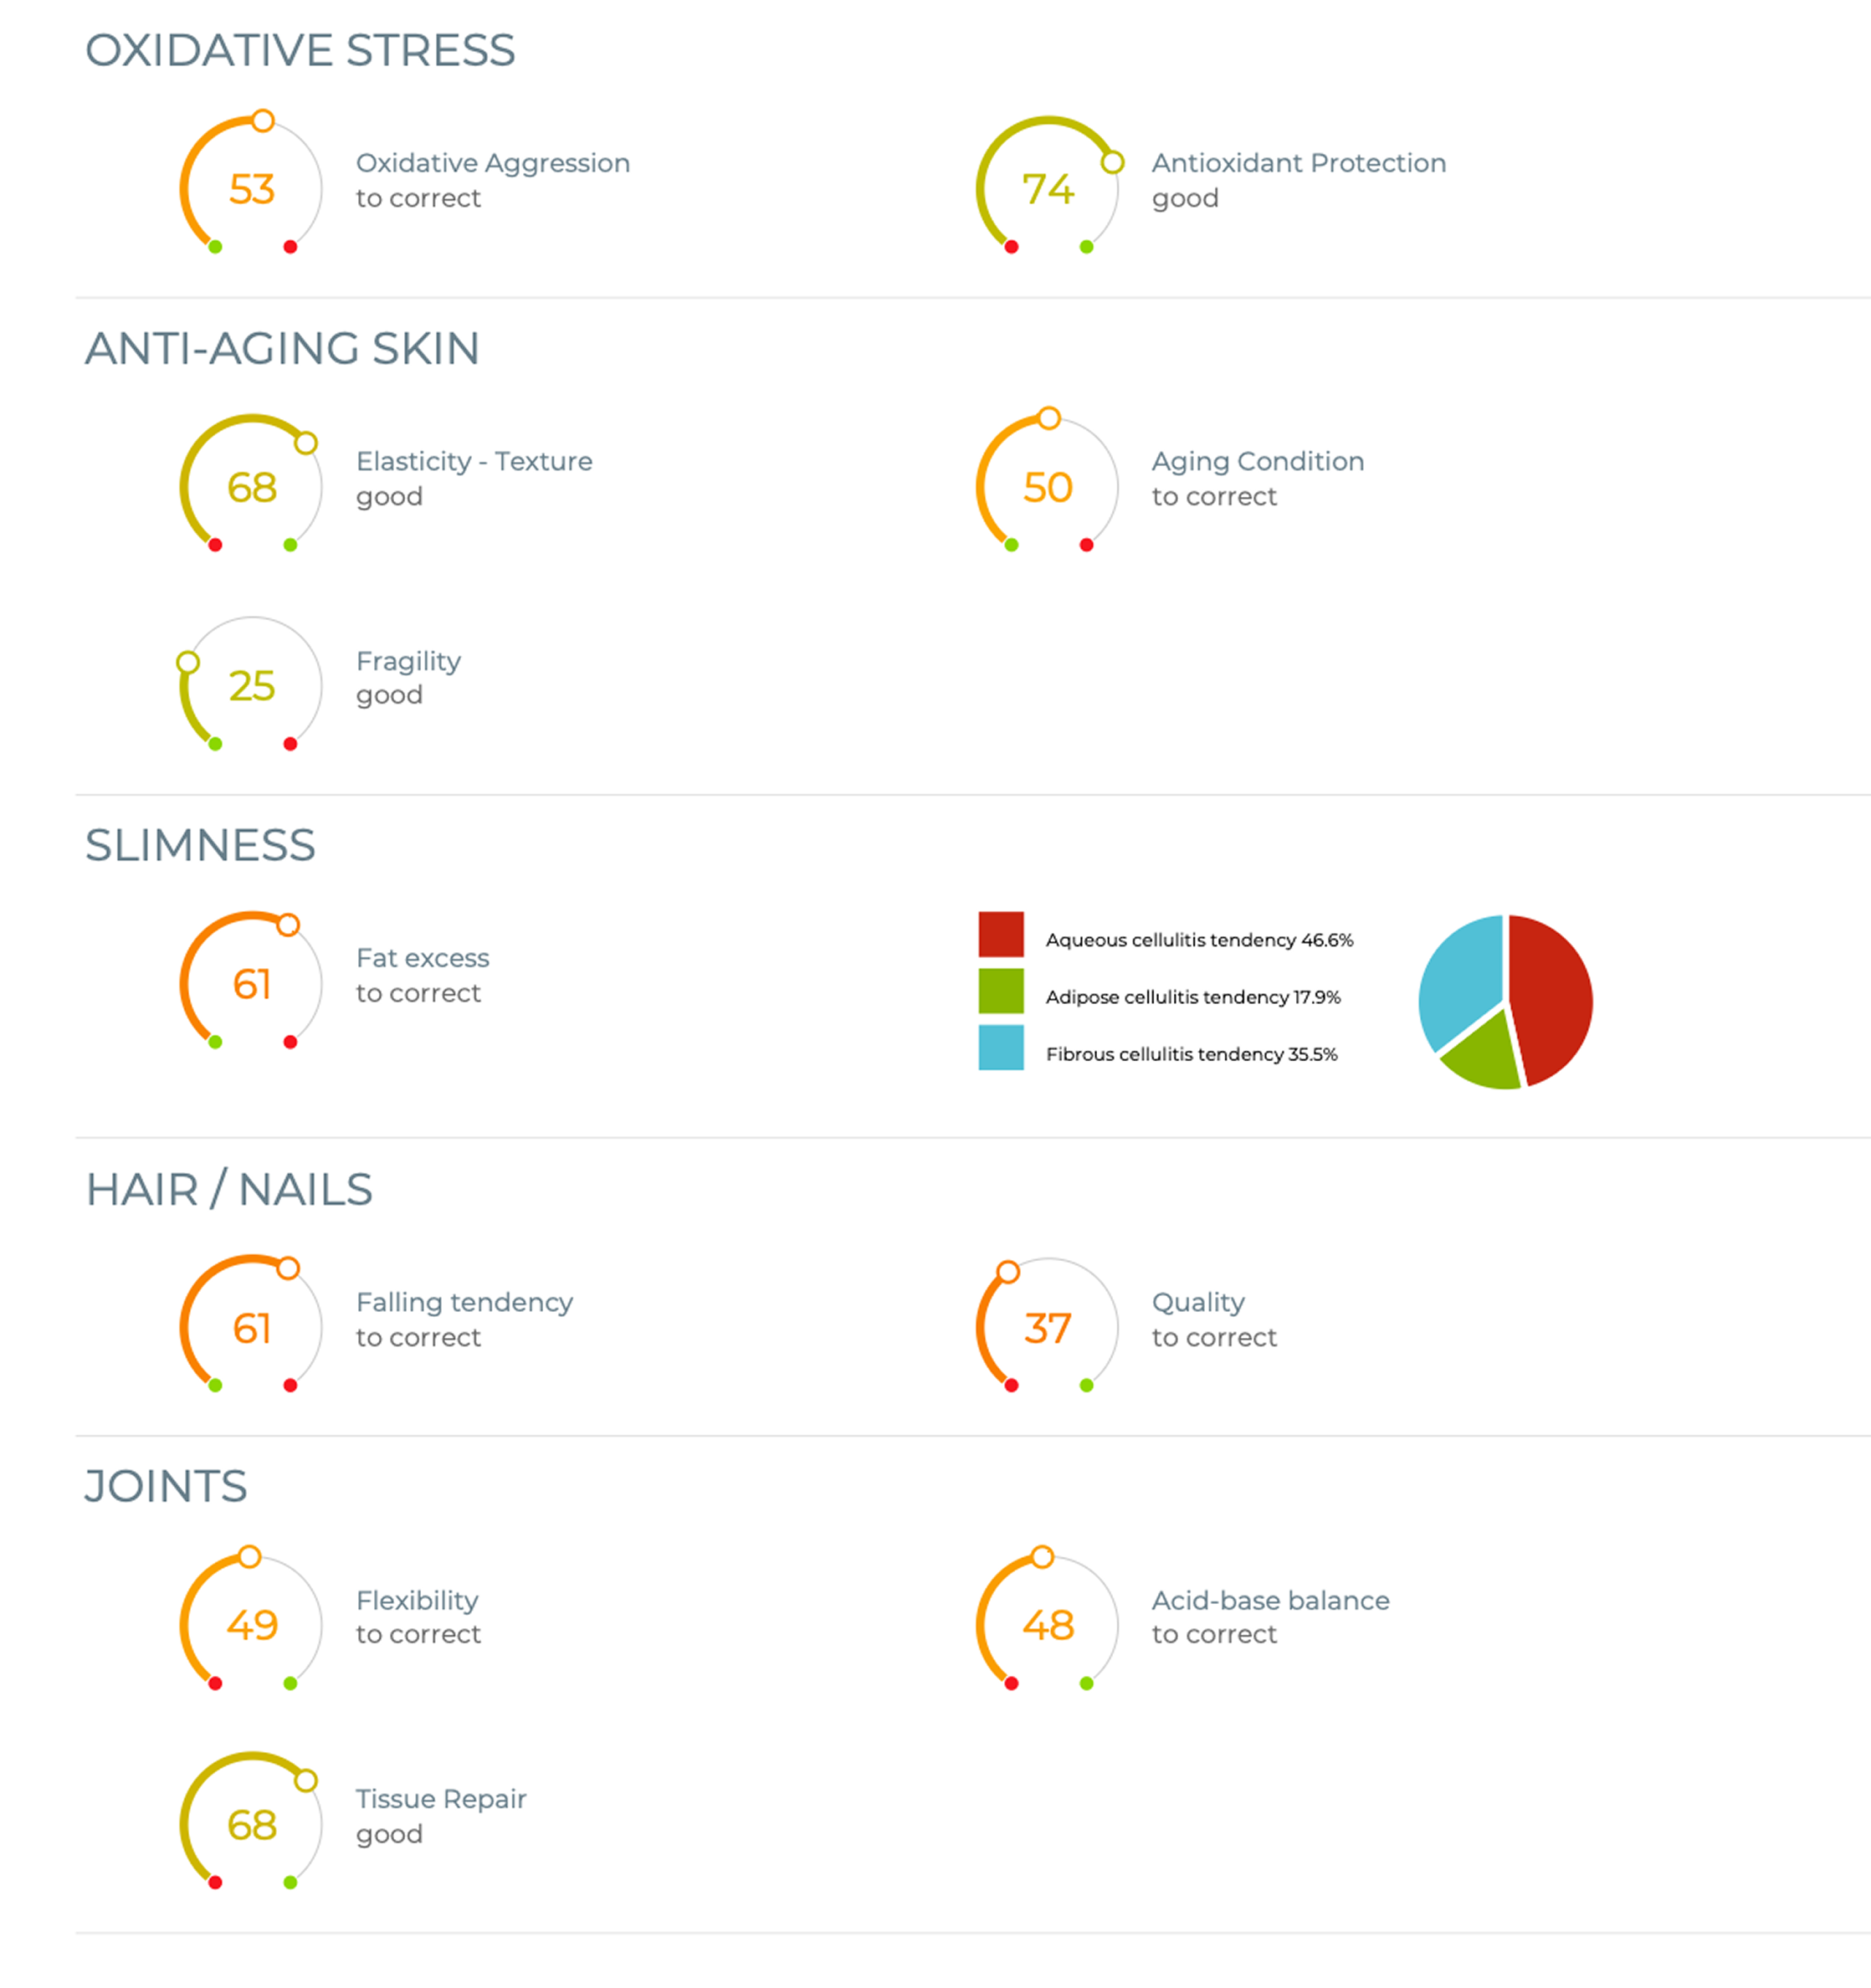 OXIDATIVE STRESS
53
Oxidative Aggression
to correct
74
Antioxidant Protection
good
ANTI-AGING SKIN
68
Elasticity - Texture
good
50
Aging Condition
to correct
25
Fragility
good
SLIMNESS
61
Fat excess
to correct
Aqueous cellulitis tendency 46.6%
Adipose cellulitis tendency 17.9%
Fibrous cellulitis tendency 35.5%
HAIR / NAILS
61
Falling tendency
to correct
37
Quality
to correct
JOINTS
49
Flexibility
to correct
48
Acid-base balance
to correct
68
Tissue Repair
good